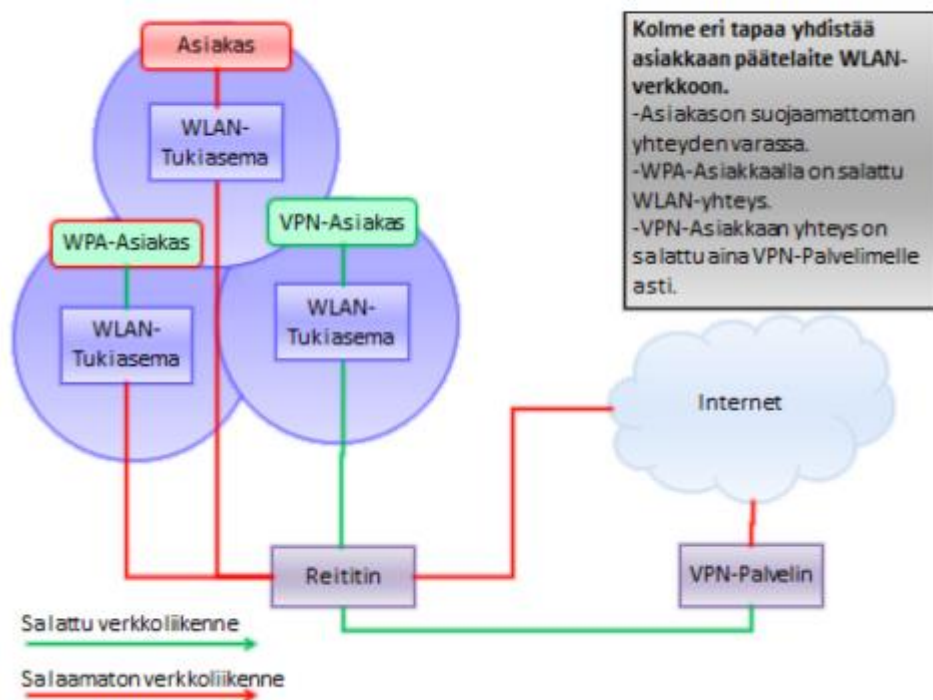 Asiakas
WLAN-
Tukiasema
WPA-Asiakas
VPN-Asiakas
WLAN-
Tukiasema
WLAN-
Tukiasema
Kolme eri tapaa yhdistää
asiakkaan päätelaite WLAN-
verkkoon.
-Asiakas on suojaamattoman
yhteyden varassa.
-WPA-Asiakkaalla on salattu
WLAN-yhteys.
-VPN-Asiakkaan yhteys on
salattu aina VPN-Palvelimelle
asti.
Internet
Reititin
VPN-Palvelin
Salattu verkkoliikenne
Salaamaton verkkoliikenne